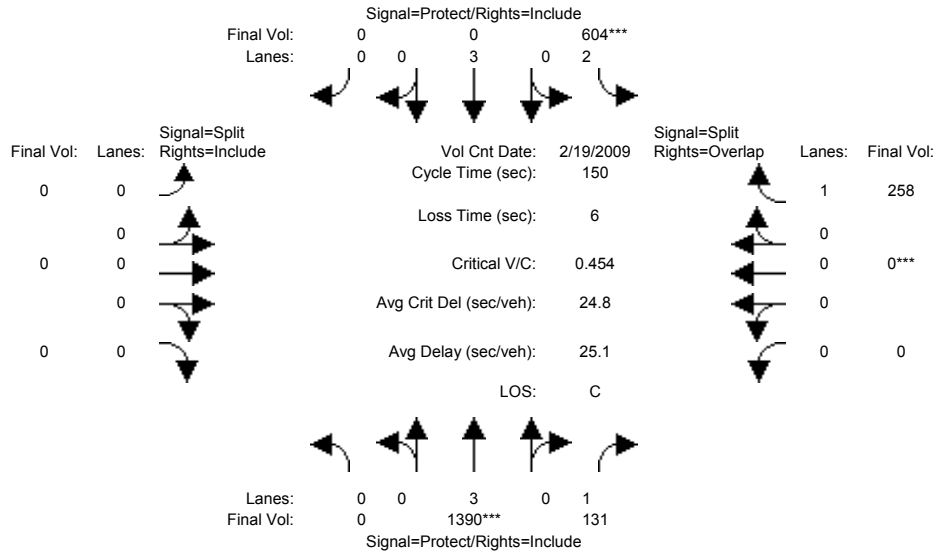 Signal=Protect/Rights=Include
Final Vol: 0 0 604***
Lanes: 0 0 3 0 2
Signal=Split Signal=Split
Final Vol: Lanes: Rights=Include Vol Cnt Date: 2/19/2009 Rights=Overlap Lanes: Final Vol:
Cycle Time (sec): 150
0 0 1 258
Loss Time (sec): 6
0 0
0 0 Critical V/C: 0.454 0 0***
0 Avg Crit Del (sec/veh): 24.8 0
0 0 Avg Delay (sec/veh): 25.1 0 0
LOS: C
Lanes: 0 0 3 0 1
Final Vol: 0 1390*** 131
Signal=Protect/Rights=Include